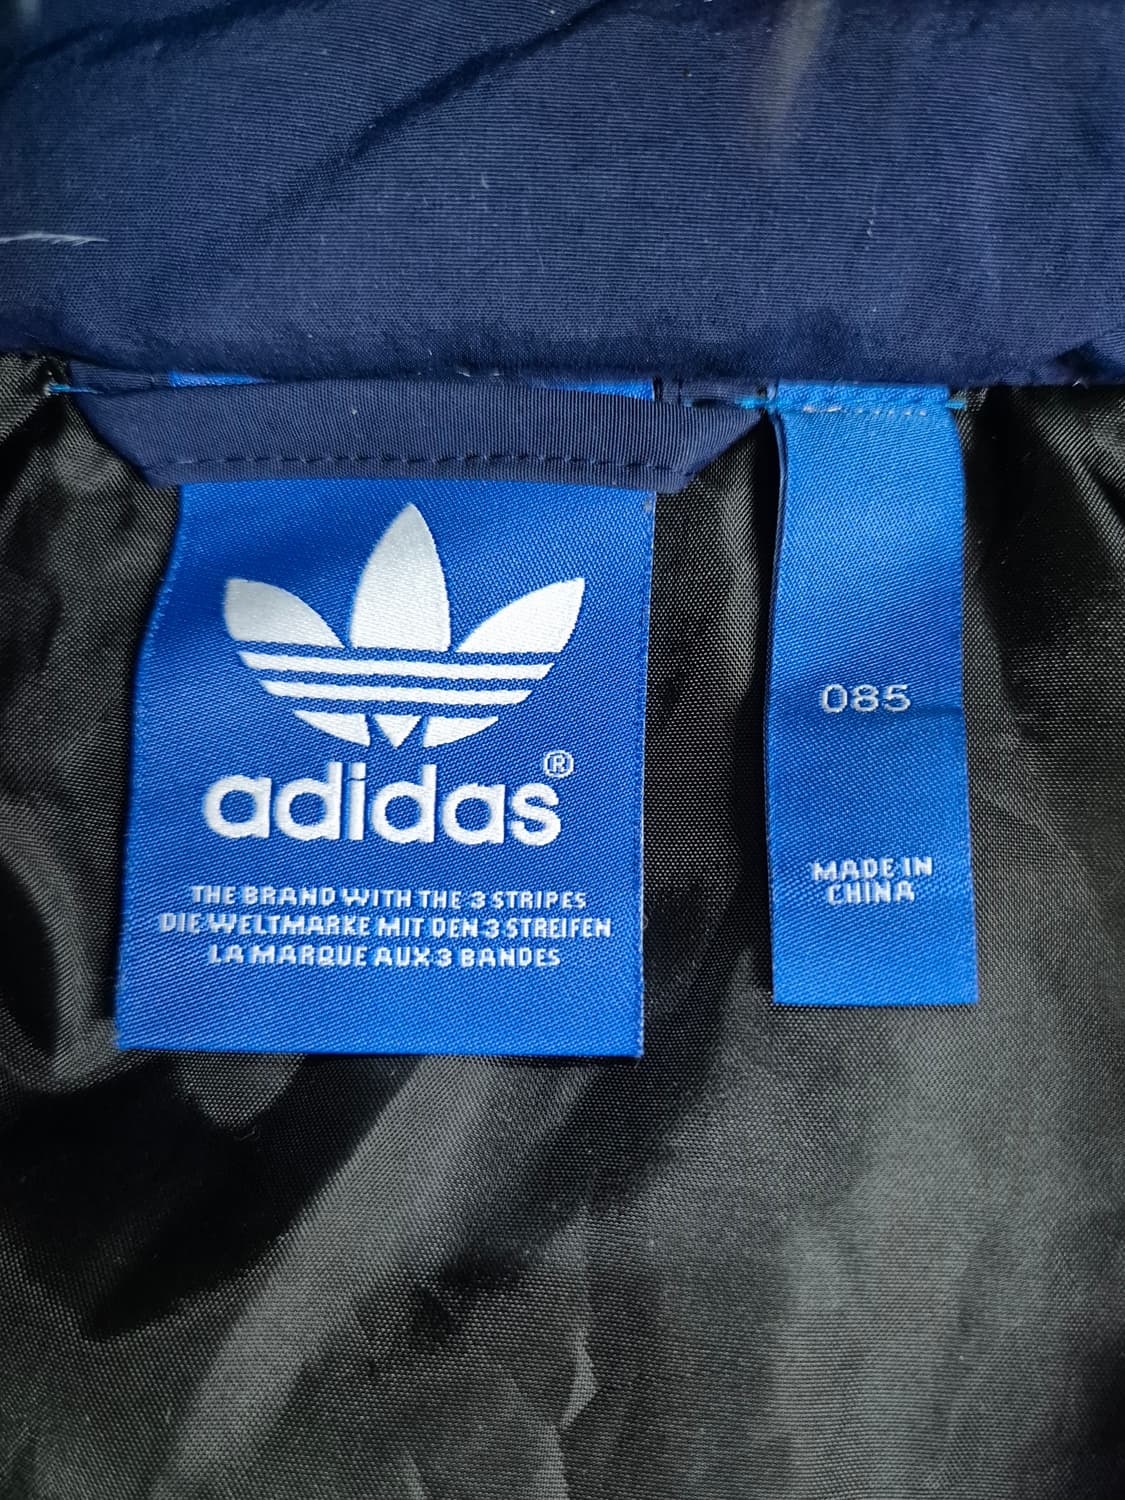 adidas®
THE BRAND WITH THE 3 STRIPES
DIE WELTMARKE MIT DEN 3 STREIFEN
LA MARQUE AUX 3 BANDES
085
MADE IN
CHINA